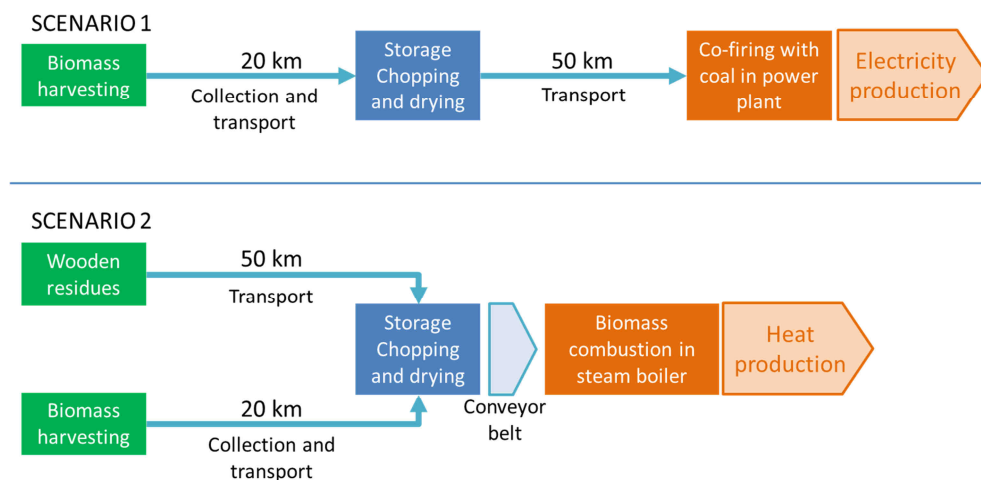 SCENARIO 1
Biomass
harvesting
20 km
Collection and
transport
Storage
Chopping
and drying
50 km
Transport
Co-firing with
coal in power
plant
Electricity
production
SCENARIO 2
Wooden
residues
50 km
Transport
Storage
Chopping
and drying
Conveyor
belt
Biomass
combustion in
steam boiler
Heat
production
Biomass
harvesting
20 km
Collection and
transport